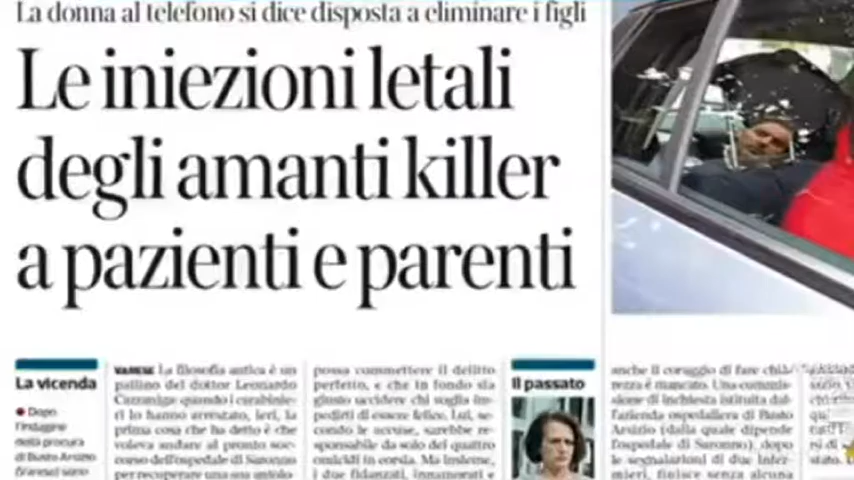 La donna al telefono si dice disposta a eliminare i figli
Le iniezioni letali
degli amanti killer
a pazienti e parenti
La vicenda
Dopo
l'indagine
della procura
di Busto Arsizio
(Varese) sono
VARESE La filosofia antica è un
pallino del dottor Leonardo
Cazzaniga: quando i carabinie-
ri lo hanno arrestato, ieri, la
prima cosa che ha detto è che
voleva andare al pronto soc-
corso dell'ospedale di Saronno
per recuperare una sua antolo-
possa commettere il delitto
perfetto, e che in fondo sia
giusto uccidere chi voglia im-
pedirti di essere felice. Lui, se-
condo le accuse, sarebbe re-
sponsabile da solo dei quattro
omicidi in corsia. Ma insieme,
i due fidanzati, innamorati e
Il passato
anche il coraggio di fare chia-
rezza è mancato. Una commis-
sione di inchiesta istituita dal-
l'azienda ospedaliera di Busto
Arsizio (dalla quale dipende
l'ospedale di Saronno), dopo
le segnalazioni di due infer-
mieri, finisce senza alcuna